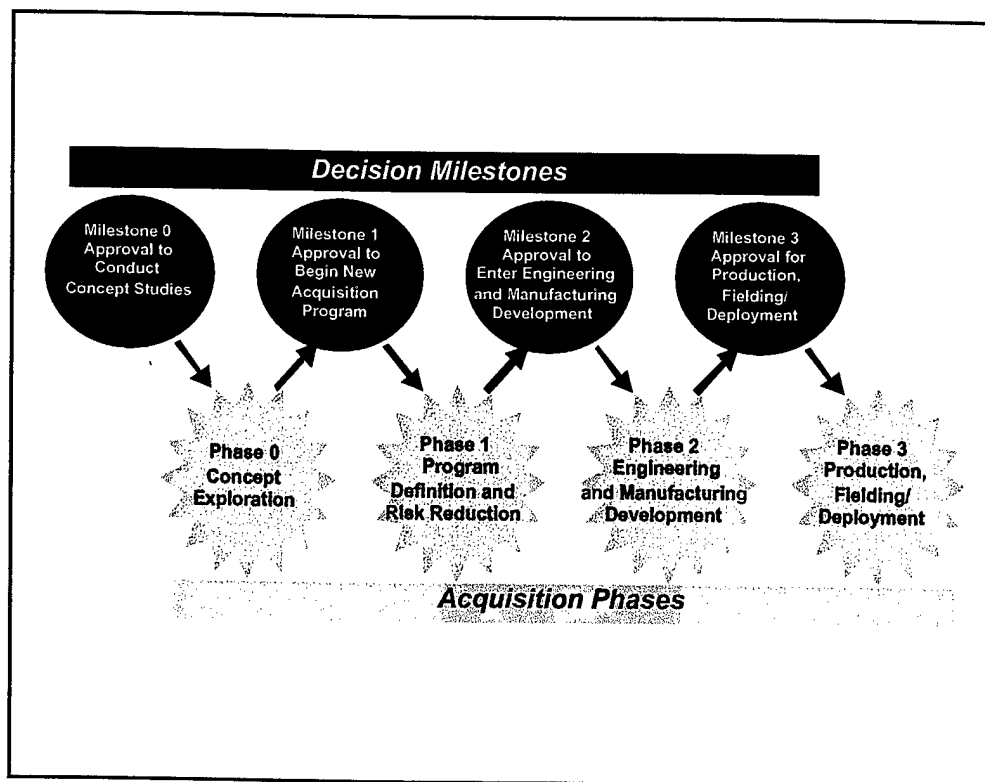 Decision Milestones
Milestone 0
Approval to
Conduct
Concept Studies
Milestone 1
Approval to
Begin New
Acquisition
Program
Milestone 2
Approval to
Enter Engineering
and Manufacturing
Development
Milestone 3
Approval for
Production,
Fielding/
Deployment
Phase 0
Concept
Exploration
Phase 1
Program
Definition and
Risk Reduction
Phase 2
Engineering
and Manufacturing
Development
Phase 3
Production,
Fielding/
Deployment
Acquisition Phases